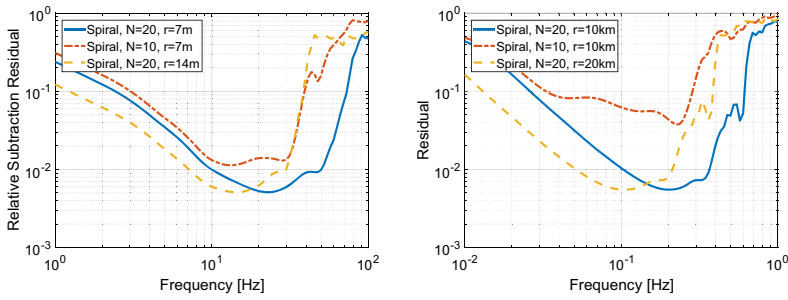 Relative Subtraction Residual
10^0
10^-1
10^-2
10^-3
Spiral, N=20, r=7m
Spiral, N=10, r=7m
Spiral, N=20, r=14m
10^0
10^1
10^2
Frequency [Hz]
Residual
10^0
10^-1
10^-2
10^-3
Spiral, N=20, r=10km
Spiral, N=10, r=10km
Spiral, N=20, r=20km
10^-2
10^-1
10^0
Frequency [Hz]